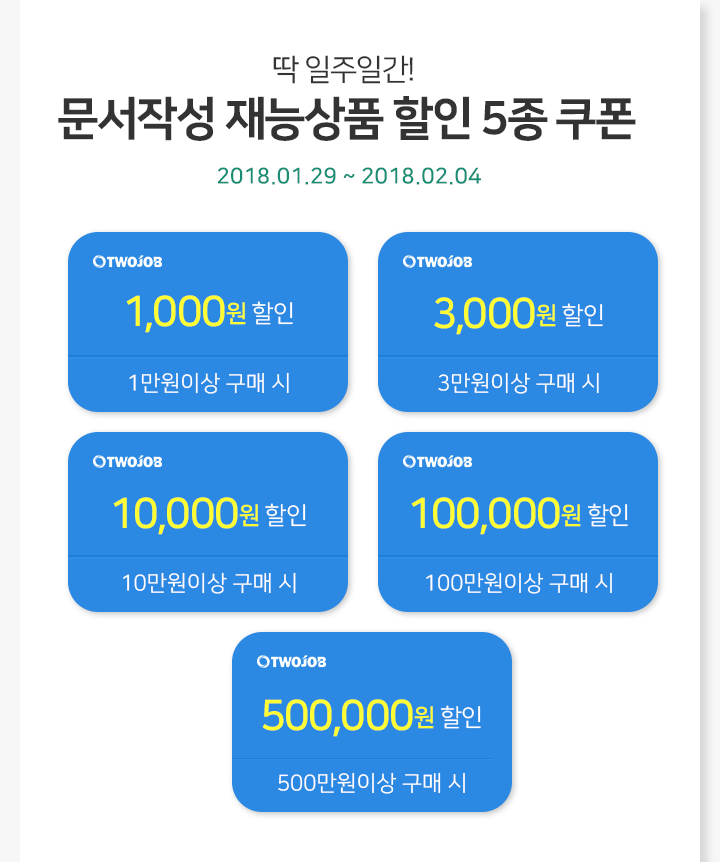 딱 일주일간!
문서작성 재능상품 할인 5종 쿠폰
2018.01.29 ~ 2018.02.04
OTWOJOB
1,000원 할인
1만원이상 구매 시
OTWOJOB
3,000원 할인
3만원이상 구매 시
OTWOJOB
10,000원 할인
10만원이상 구매 시
OTWOJOB
100,000원 할인
100만원이상 구매 시
OTWOJOB
500,000원 할인
500만원이상 구매 시